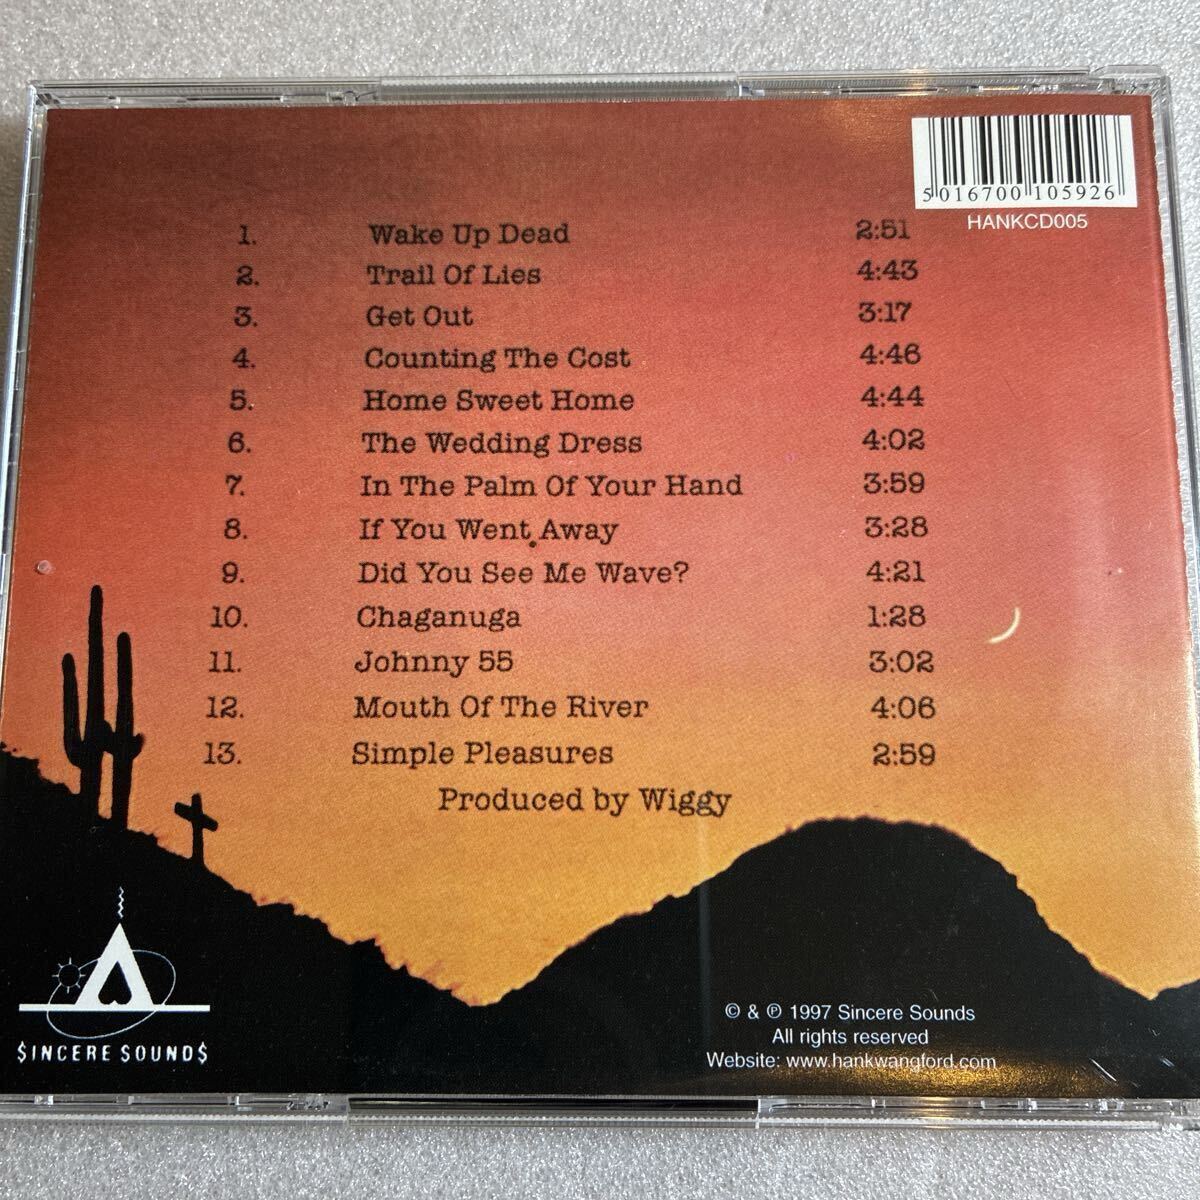 5 016700 105926
HANKCD005
1. Wake Up Dead 2:51
2. Trail Of Lies 4:43
3. Get Out 3:17
4. Counting The Cost 4:46
5. Home Sweet Home 4:44
6. The Wedding Dress 4:02
7. In The Palm Of Your Hand 3:59
8. If You Went Away 3:28
9. Did You See Me Wave? 4:21
10. Chaganuga 1:28
11. Johnny 55 3:02
12. Mouth Of The River 4:06
13. Simple Pleasures 2:59
Produced by Wiggy
$INCERE $OUND$
© & ℗ 1997 Sincere Sounds
All rights reserved
Website: www.hankwangford.com